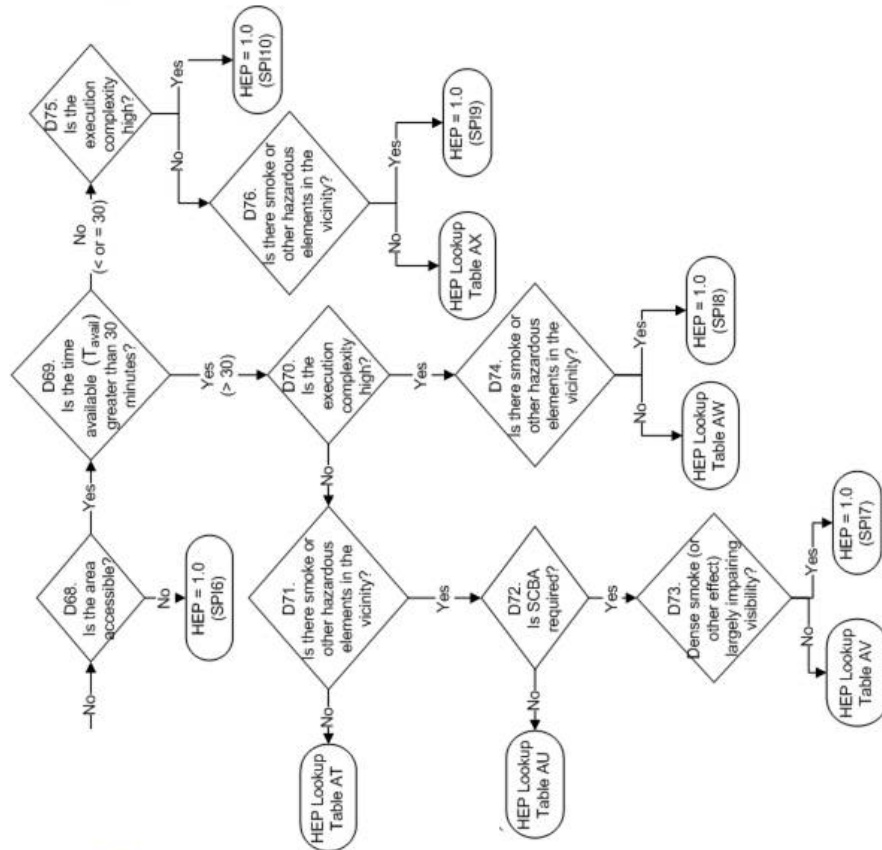 No
D68.
Is the area
accessible?
No
HEP = 1.0
(SPI6)
Yes
D69.
Is the time
available (T avail)
greater than 30
minutes?
No
(< or = 30)
D75.
Is the
execution
complexity
high?
Yes
HEP = 1.0
(SPI10)
No
D76.
Is there smoke or
other hazardous
elements in the
vicinity?
Yes
HEP = 1.0
(SPI9)
No
HEP Lookup
Table AX
Yes
(> 30)
D70.
Is the
execution
complexity
high?
Yes
D74.
Is there smoke or
other hazardous
elements in the
vicinity?
Yes
HEP = 1.0
(SPI8)
No
HEP Lookup
Table AW
No
D71.
Is there smoke or
other hazardous
elements in the
vicinity?
No
HEP Lookup
Table AT
Yes
D72.
Is SCBA
required?
No
HEP Lookup
Table AU
Yes
D73.
Dense smoke (or
other effect)
largely impairing
visibility?
Yes
HEP = 1.0
(SPI7)
No
HEP Lookup
Table AV